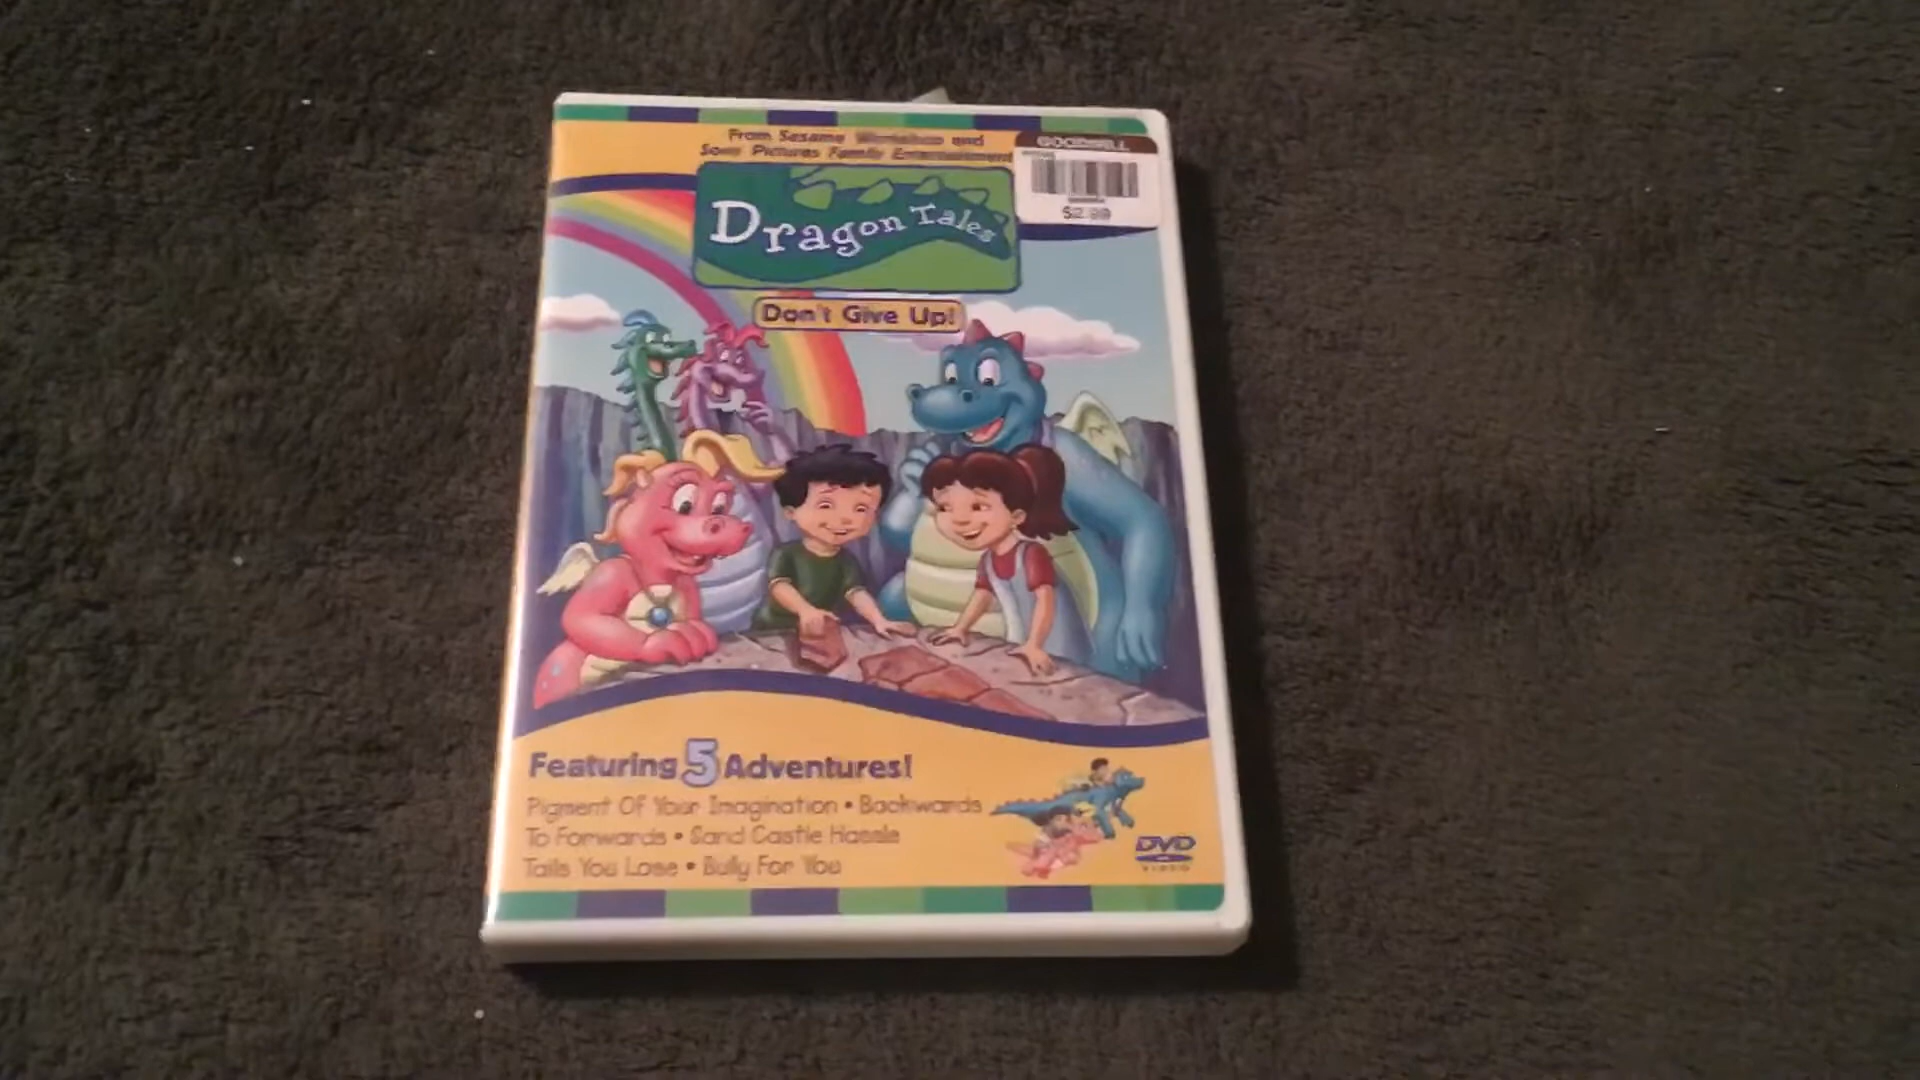 From Sesame Workshop and
Sony Pictures Family Entertainment
GOODWILL
$2.99
Dragon Tales
Don't Give Up!
Featuring 5 Adventures!
Pigment Of Your Imagination • Backwards
To Forwards • Sand Castle Hassle
Tails You Lose • Bully For You
DVD
VIDEO